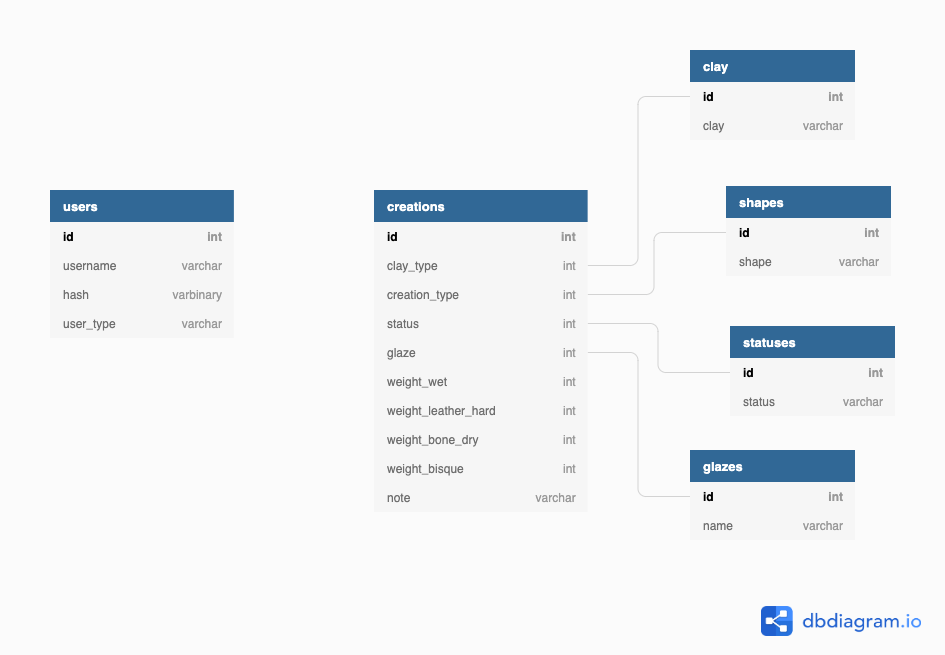 users
id int
username varchar
hash varbinary
user_type varchar
creations
id int
clay_type int
creation_type int
status int
glaze int
weight_wet int
weight_leather_hard int
weight_bone_dry int
weight_bisque int
note varchar
clay
id int
clay varchar
shapes
id int
shape varchar
statuses
id int
status varchar
glazes
id int
name varchar
dbdiagram.io